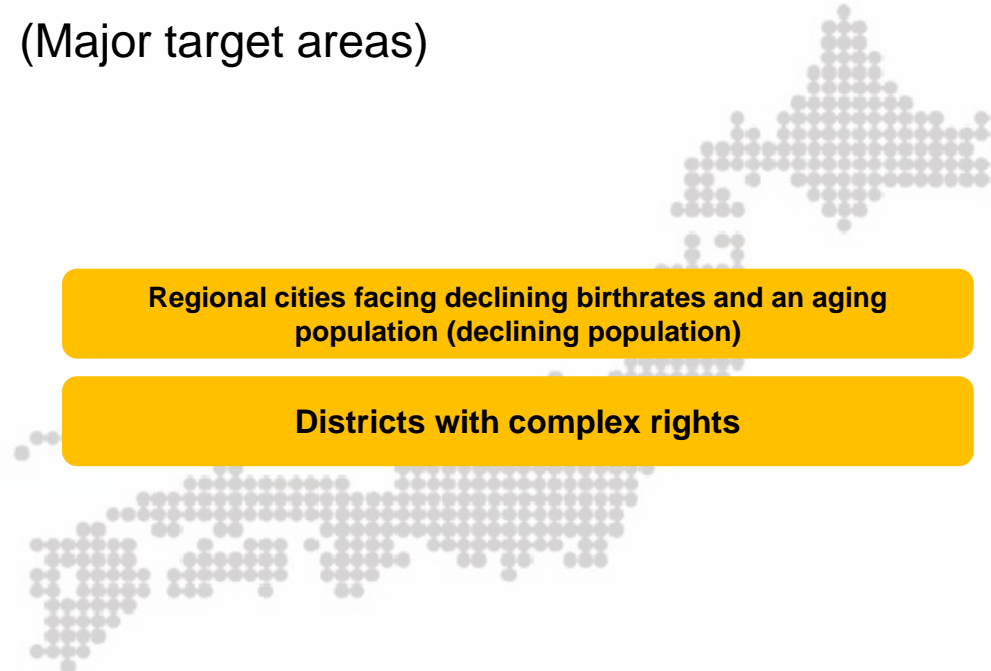 (Major target areas)
Regional cities facing declining birthrates and an aging
population (declining population)
Districts with complex rights